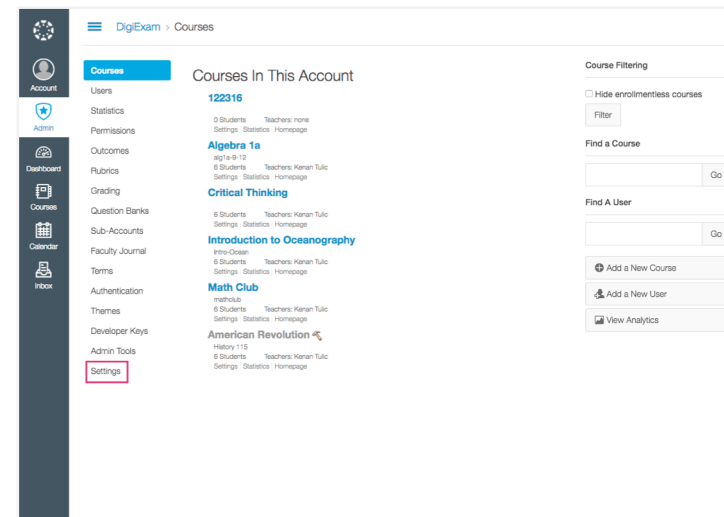 DigiExam > Courses
Account
Admin
Dashboard
Courses
Calendar
Inbox
Courses
Users
Statistics
Permissions
Outcomes
Rubrics
Grading
Question Banks
Sub-Accounts
Faculty Journal
Terms
Authentication
Themes
Developer Keys
Admin Tools
Settings
Courses In This Account
122316
0 Students Teachers: none
Settings Statistics Homepage
Algebra 1a
alg1a-9-12
6 Students Teachers: Kenan Tulic
Settings Statistics Homepage
Critical Thinking
6 Students Teachers: Kenan Tulic
Settings Statistics Homepage
Introduction to Oceanography
Intro-Ocean
6 Students Teachers: Kenan Tulic
Settings Statistics Homepage
Math Club
mathclub
6 Students Teachers: Kenan Tulic
Settings Statistics Homepage
American Revolution
History 115
6 Students Teachers: Kenan Tulic
Settings Statistics Homepage
Course Filtering
Hide enrollmentless courses
Filter
Find a Course
Go
Find A User
Go
Add a New Course
Add a New User
View Analytics